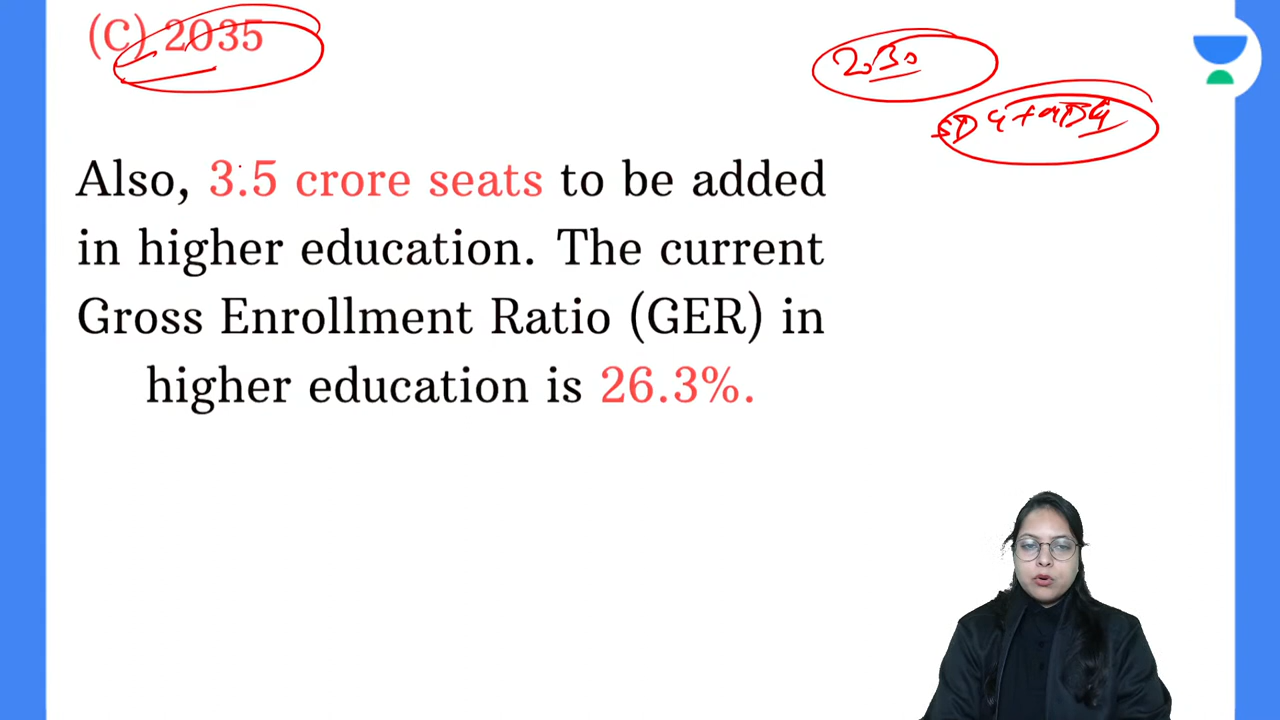 (C) 2035
2030
Also, 3.5 crore seats to be added
in higher education. The current
Gross Enrollment Ratio (GER) in
higher education is 26.3%.